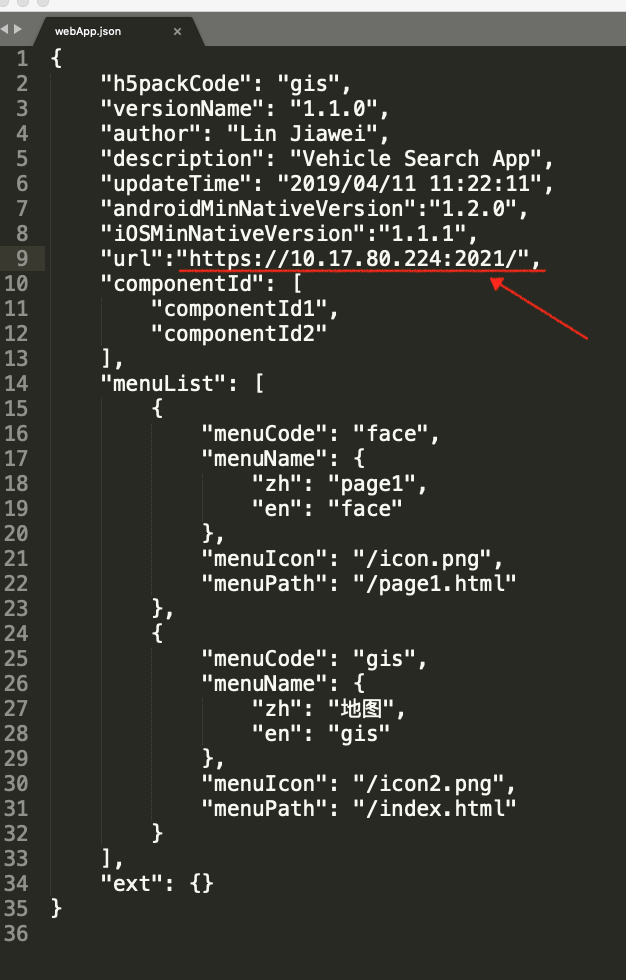 webApp.json ×
1 {
2 "h5packCode": "gis",
3 "versionName": "1.1.0",
4 "author": "Lin Jiawei",
5 "description": "Vehicle Search App",
6 "updateTime": "2019/04/11 11:22:11",
7 "androidMinNativeVersion":"1.2.0",
8 "iOSMinNativeVersion":"1.1.1",
9 "url":"https://10.17.80.224:2021/",
10 "componentId": [
11 "componentId1",
12 "componentId2"
13 ],
14 "menuList": [
15 {
16 "menuCode": "face",
17 "menuName": {
18 "zh": "page1",
19 "en": "face"
20 },
21 "menuIcon": "/icon.png",
22 "menuPath": "/page1.html"
23 },
24 {
25 "menuCode": "gis",
26 "menuName": {
27 "zh": "地图",
28 "en": "gis"
29 },
30 "menuIcon": "/icon2.png",
31 "menuPath": "/index.html"
32 }
33 ],
34 "ext": {}
35 }
36